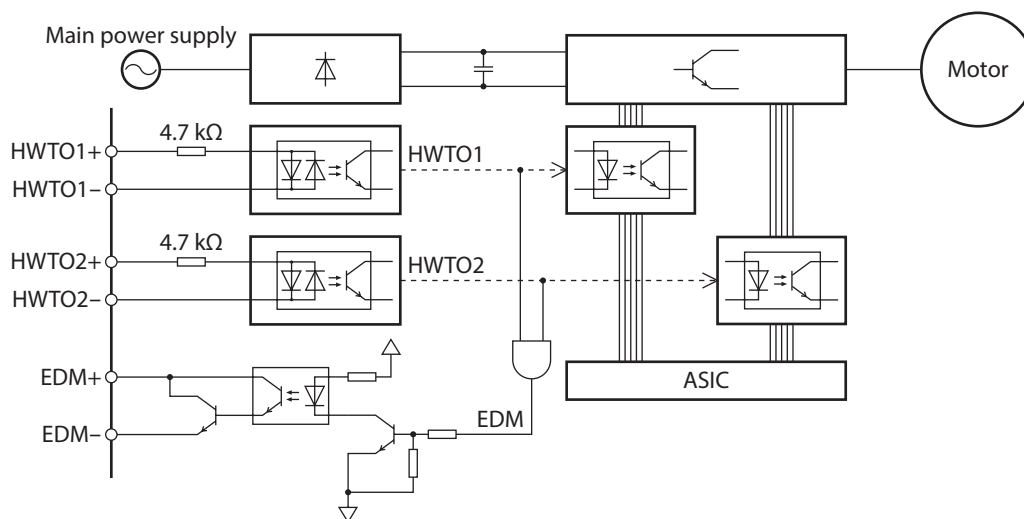 Main power supply
Motor
4.7 kΩ
HWTO1+
HWTO1
HWTO1−
4.7 kΩ
HWTO2+
HWTO2
HWTO2−
EDM+
ASIC
EDM
EDM−